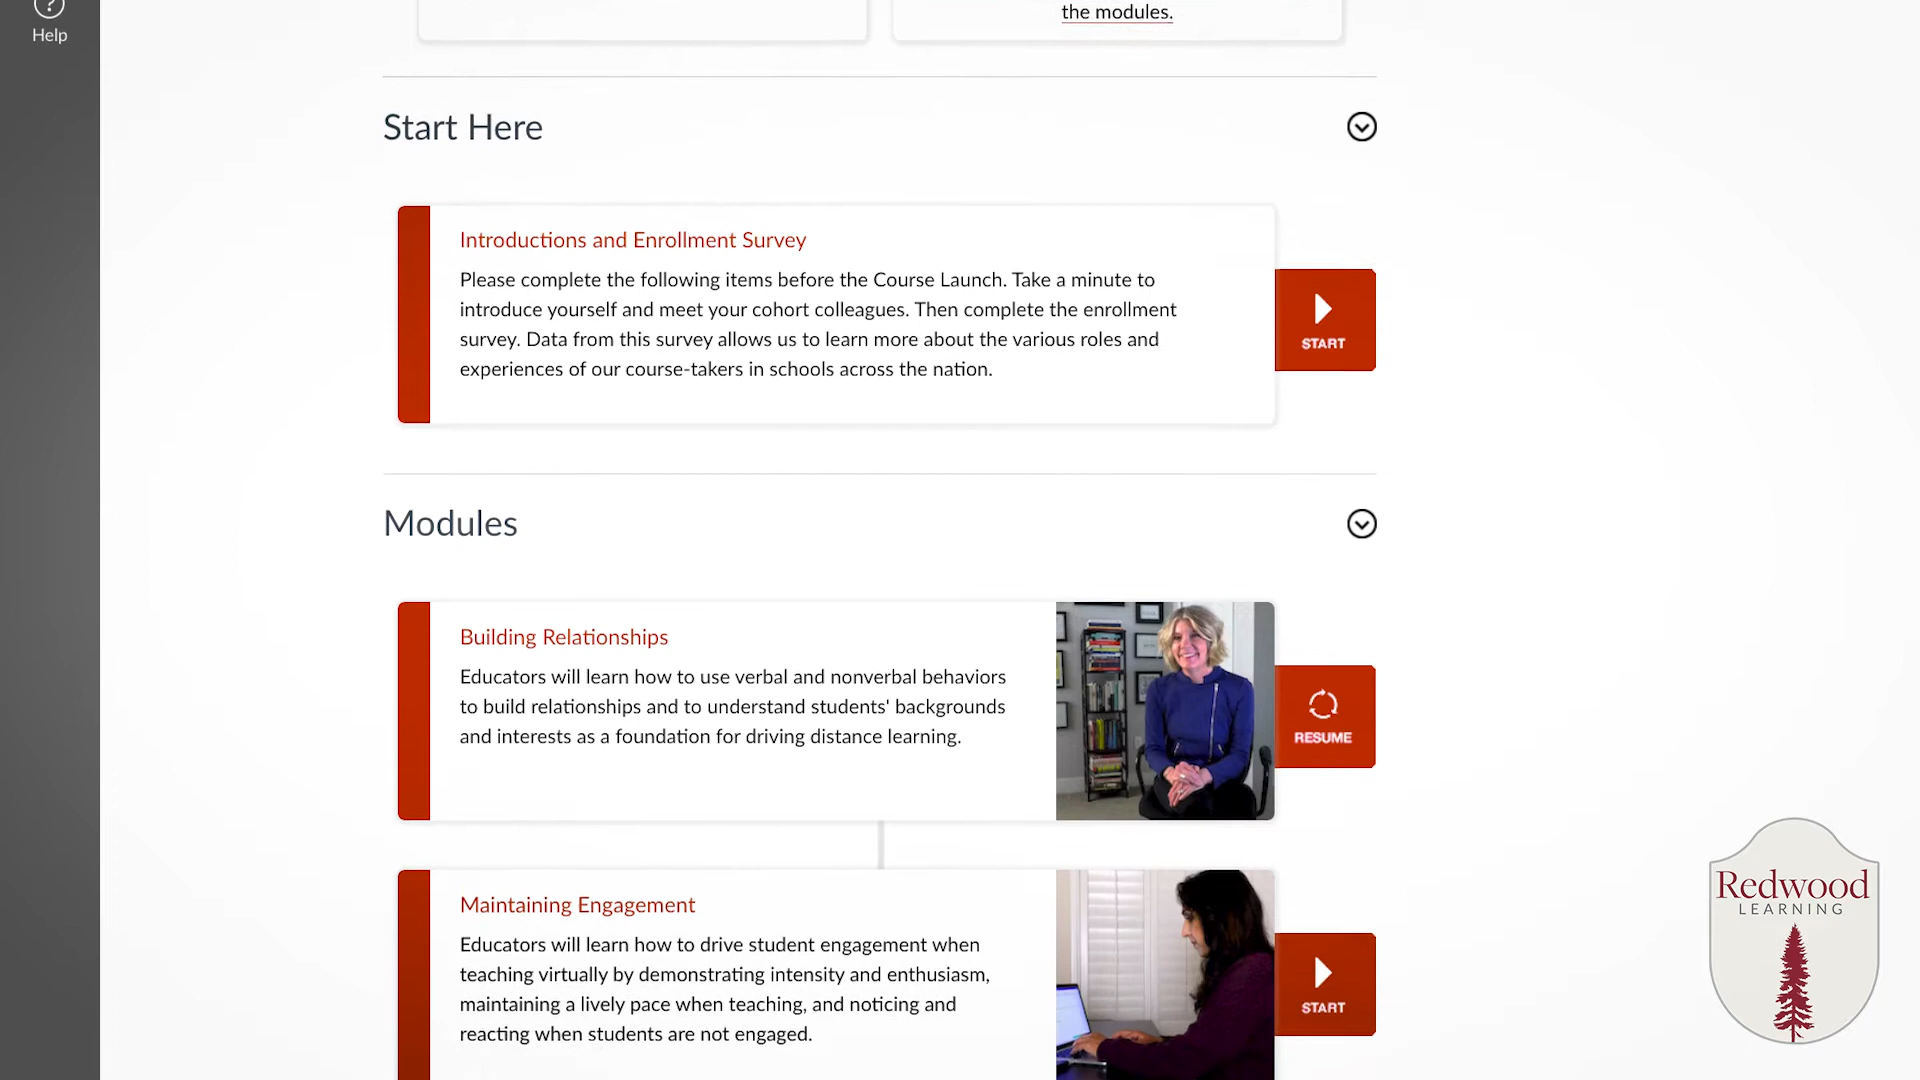 Help
the modules.
Start Here
Introductions and Enrollment Survey
Please complete the following items before the Course Launch. Take a minute to
introduce yourself and meet your cohort colleagues. Then complete the enrollment
survey. Data from this survey allows us to learn more about the various roles and
experiences of our course-takers in schools across the nation.
START
Modules
Building Relationships
Educators will learn how to use verbal and nonverbal behaviors
to build relationships and to understand students' backgrounds
and interests as a foundation for driving distance learning.
RESUME
Maintaining Engagement
Educators will learn how to drive student engagement when
teaching virtually by demonstrating intensity and enthusiasm,
maintaining a lively pace when teaching, and noticing and
reacting when students are not engaged.
START
Redwood
LEARNING